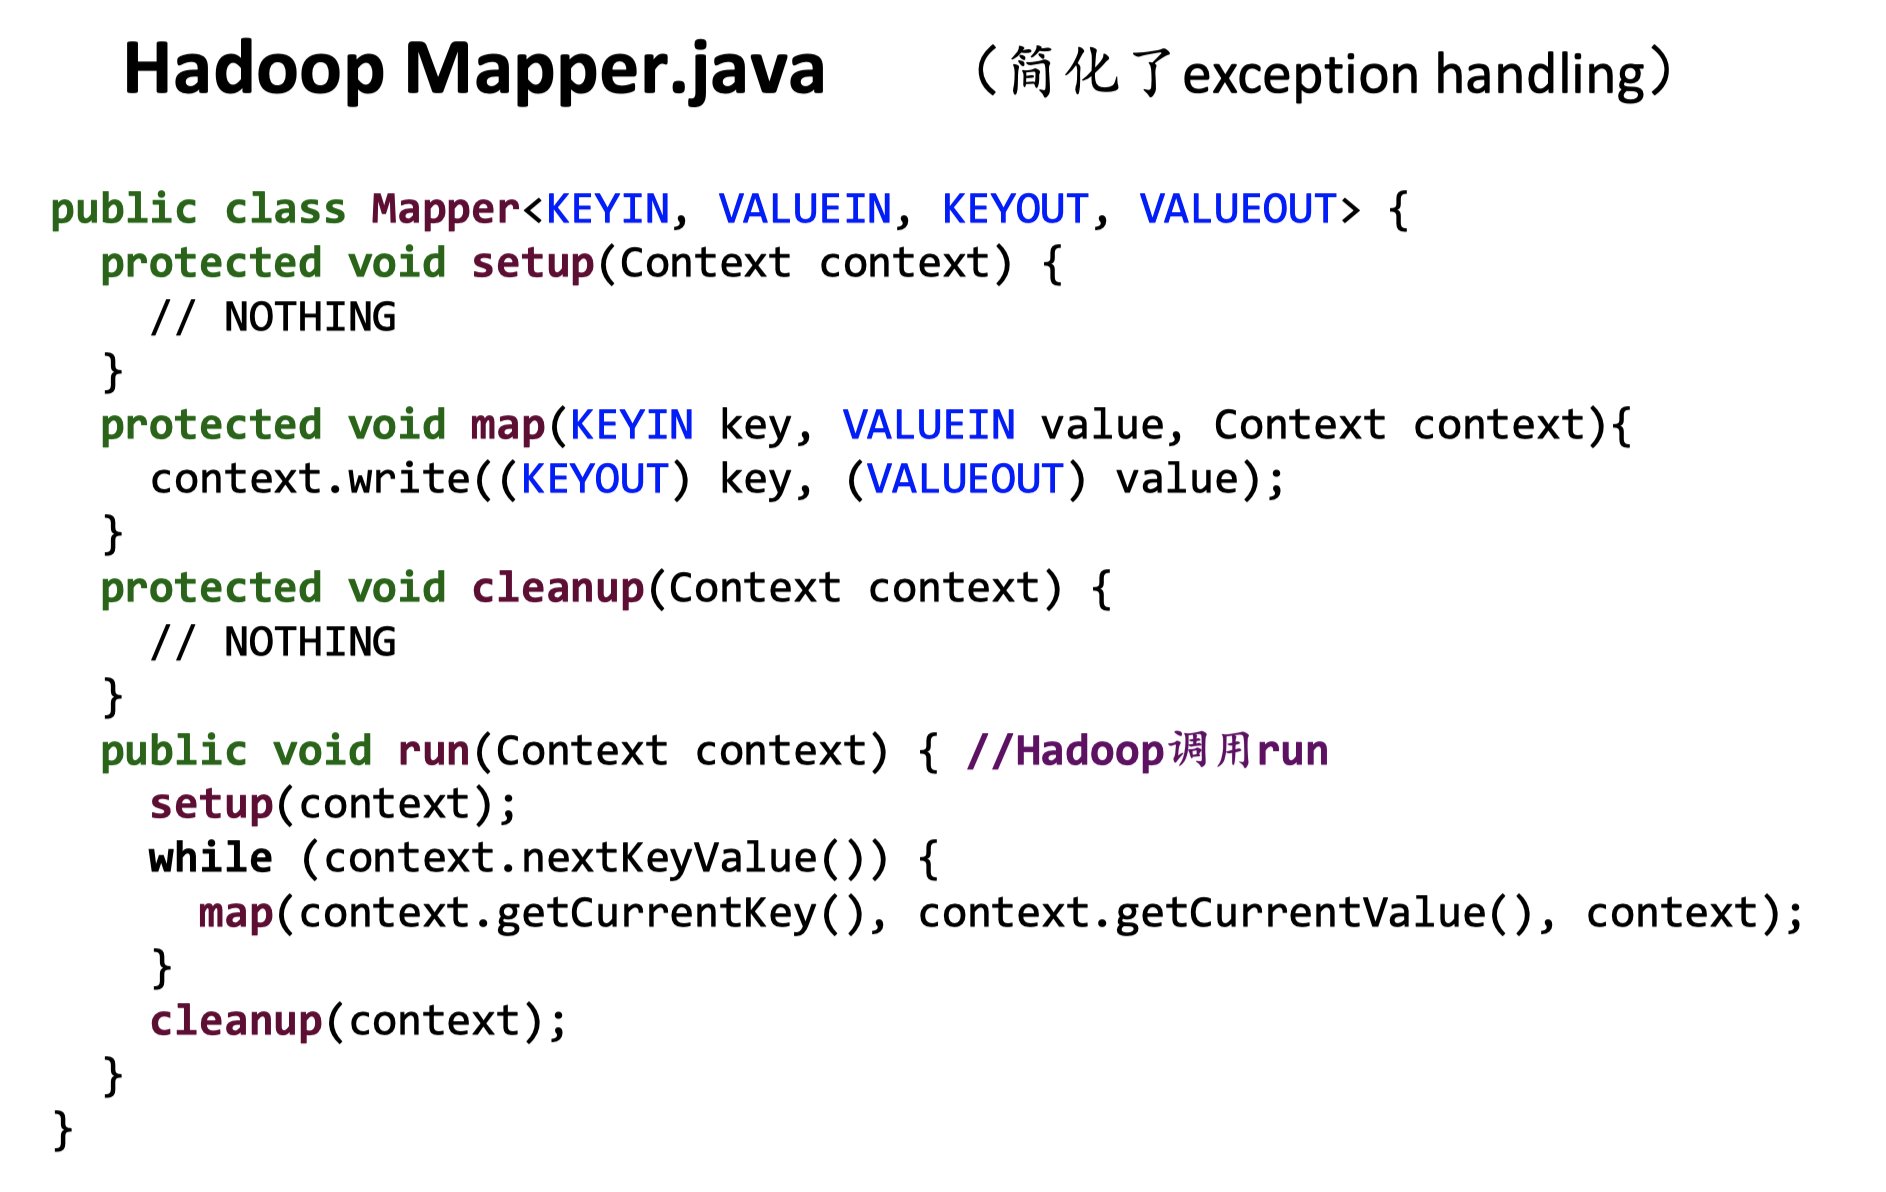 Hadoop Mapper.java （简化了exception handling）
public class Mapper<KEYIN, VALUEIN, KEYOUT, VALUEOUT> {
  protected void setup(Context context) {
    // NOTHING
  }
  protected void map(KEYIN key, VALUEIN value, Context context){
    context.write((KEYOUT) key, (VALUEOUT) value);
  }
  protected void cleanup(Context context) {
    // NOTHING
  }
  public void run(Context context) { //Hadoop调用run
    setup(context);
    while (context.nextKeyValue()) {
      map(context.getCurrentKey(), context.getCurrentValue(), context);
    }
    cleanup(context);
  }
}